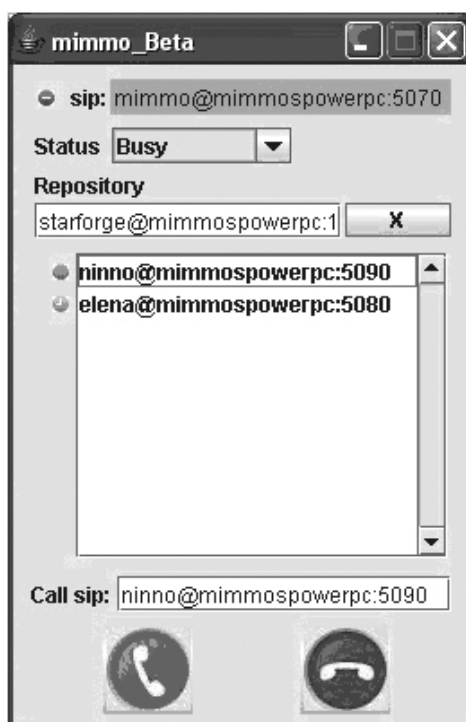 mimmo_Beta
sip: mimmo@mimmospowerpc:5070
Status Busy
Repository
starforge@mimmospowerpc:1 X
ninno@mimmospowerpc:5090
elena@mimmospowerpc:5080
Call sip: ninno@mimmospowerpc:5090